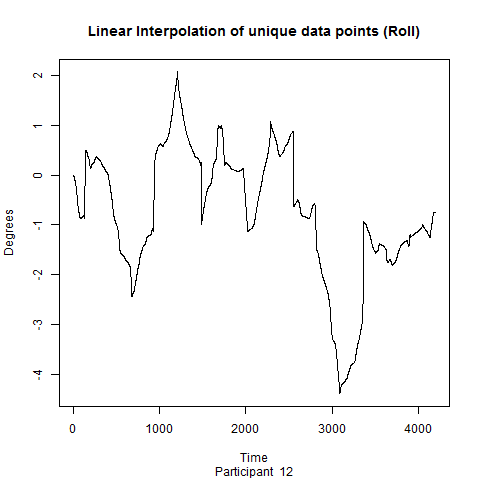 Linear Interpolation of unique data points (Roll)
2
1
0
-1
-2
-3
-4
Degrees
0 1000 2000 3000 4000
Time
Participant 12